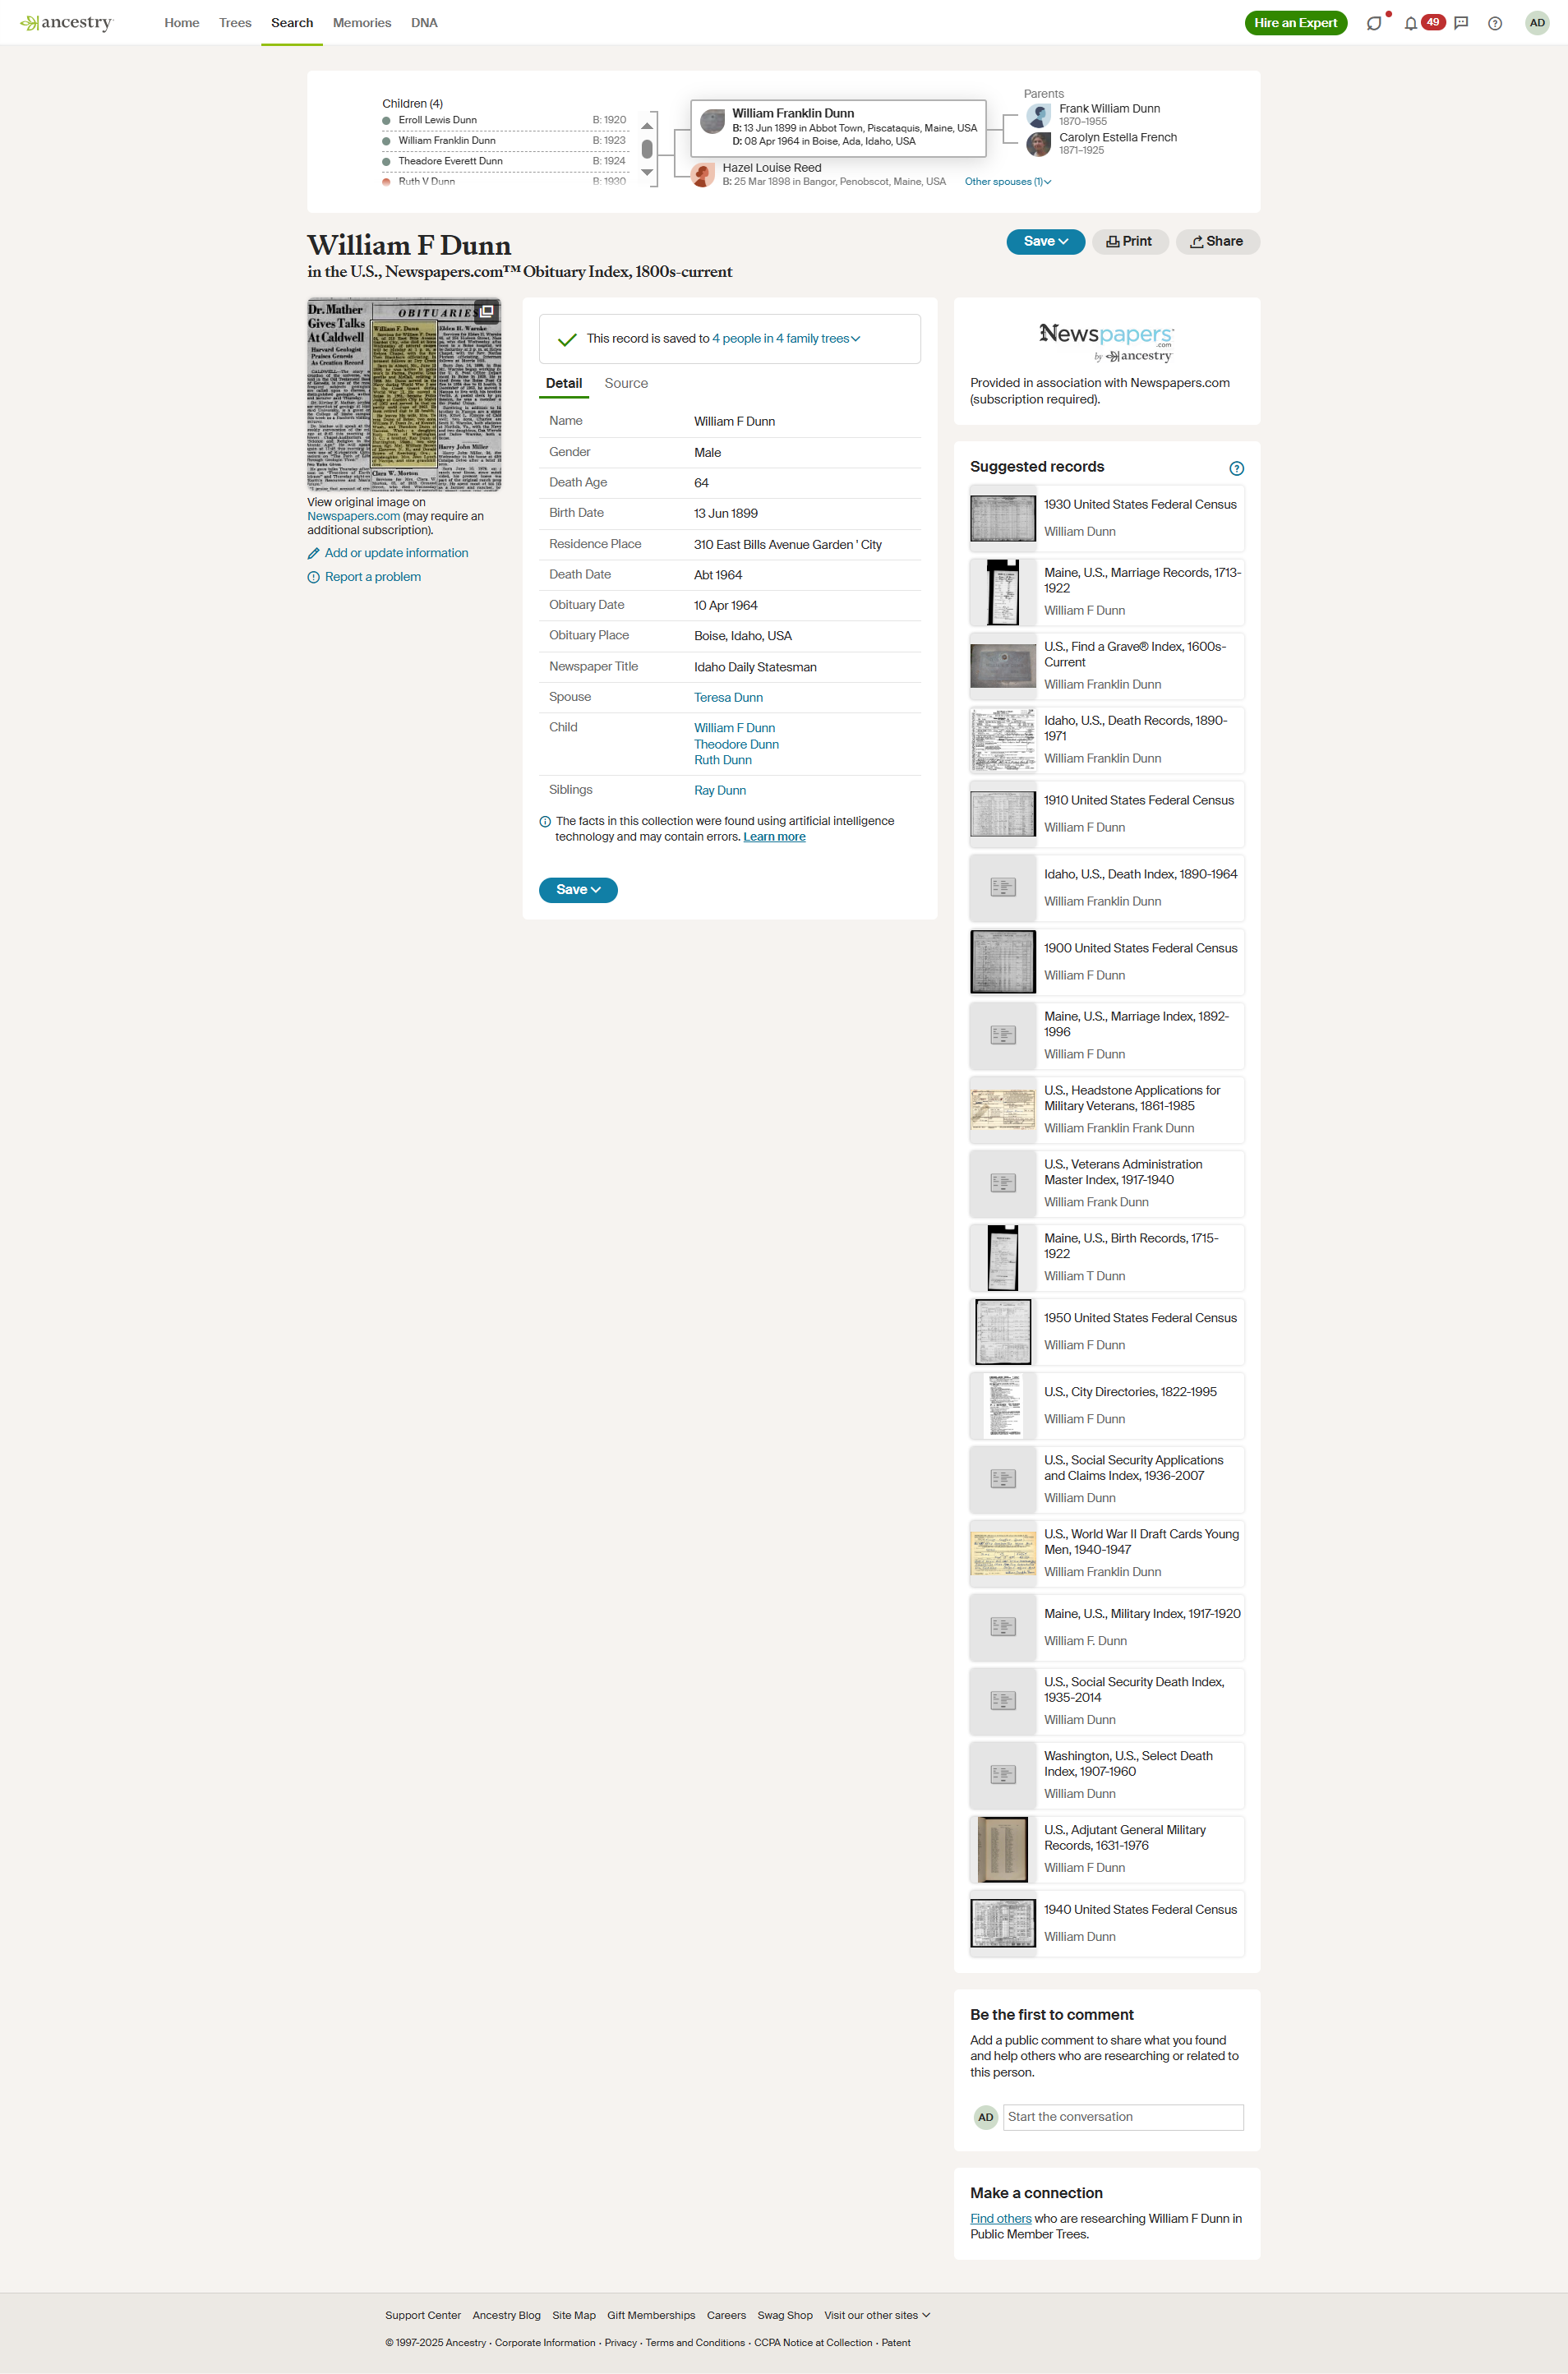 ancestry
Home Trees Search Memories DNA
Hire an Expert 49 AD
Children (4)
Erroll Lewis Dunn B: 1920
William Franklin Dunn B: 1923
Theadore Everett Dunn B: 1924
Ruth V Dunn B: 1930
William Franklin Dunn
B: 13 Jun 1899 in Abbot Town, Piscataquis, Maine, USA
D: 08 Apr 1964 in Boise, Ada, Idaho, USA
Hazel Louise Reed
B: 25 Mar 1898 in Bangor, Penobscot, Maine, USA
Other spouses (1)
Parents
Frank William Dunn
1870–1955
Carolyn Estella French
1871–1925
William F Dunn
in the U.S., Newspapers.com™ Obituary Index, 1800s-current
Save Print Share
Dr. Mather
Gives Talks
At Caldwell
Harvard Geologist
Praises Genesis
As Creation Record
OBITUARIES
William F. Dunn
Elden H. Warnke
Harry John Miller
Clara W. Morton
View original image on
Newspapers.com (may require an
additional subscription).
Add or update information
Report a problem
This record is saved to 4 people in 4 family trees
Detail Source
Name William F Dunn
Gender Male
Death Age 64
Birth Date 13 Jun 1899
Residence Place 310 East Bills Avenue Garden ' City
Death Date Abt 1964
Obituary Date 10 Apr 1964
Obituary Place Boise, Idaho, USA
Newspaper Title Idaho Daily Statesman
Spouse Teresa Dunn
Child William F Dunn
Theodore Dunn
Ruth Dunn
Siblings Ray Dunn
The facts in this collection were found using artificial intelligence
technology and may contain errors. Learn more
Save
Newspapers
.com
by ancestry
Provided in association with Newspapers.com
(subscription required).
Suggested records
1930 United States Federal Census
William Dunn
Maine, U.S., Marriage Records, 1713-
1922
William F Dunn
U.S., Find a Grave® Index, 1600s-
Current
William Franklin Dunn
Idaho, U.S., Death Records, 1890-
1971
William Franklin Dunn
1910 United States Federal Census
William F Dunn
Idaho, U.S., Death Index, 1890-1964
William Franklin Dunn
1900 United States Federal Census
William F Dunn
Maine, U.S., Marriage Index, 1892-
1996
William F Dunn
U.S., Headstone Applications for
Military Veterans, 1861-1985
William Franklin Frank Dunn
U.S., Veterans Administration
Master Index, 1917-1940
William Frank Dunn
Maine, U.S., Birth Records, 1715-
1922
William T Dunn
1950 United States Federal Census
William F Dunn
U.S., City Directories, 1822-1995
William F Dunn
U.S., Social Security Applications
and Claims Index, 1936-2007
William Dunn
U.S., World War II Draft Cards Young
Men, 1940-1947
William Franklin Dunn
Maine, U.S., Military Index, 1917-1920
William F. Dunn
U.S., Social Security Death Index,
1935-2014
William Dunn
Washington, U.S., Select Death
Index, 1907-1960
William Dunn
U.S., Adjutant General Military
Records, 1631-1976
William F Dunn
1940 United States Federal Census
William Dunn
Be the first to comment
Add a public comment to share what you found
and help others who are researching or related to
this person.
AD Start the conversation
Make a connection
Find others who are researching William F Dunn in
Public Member Trees.
Support Center Ancestry Blog Site Map Gift Memberships Careers Swag Shop Visit our other sites
© 1997-2025 Ancestry • Corporate Information • Privacy • Terms and Conditions • CCPA Notice at Collection • Patent